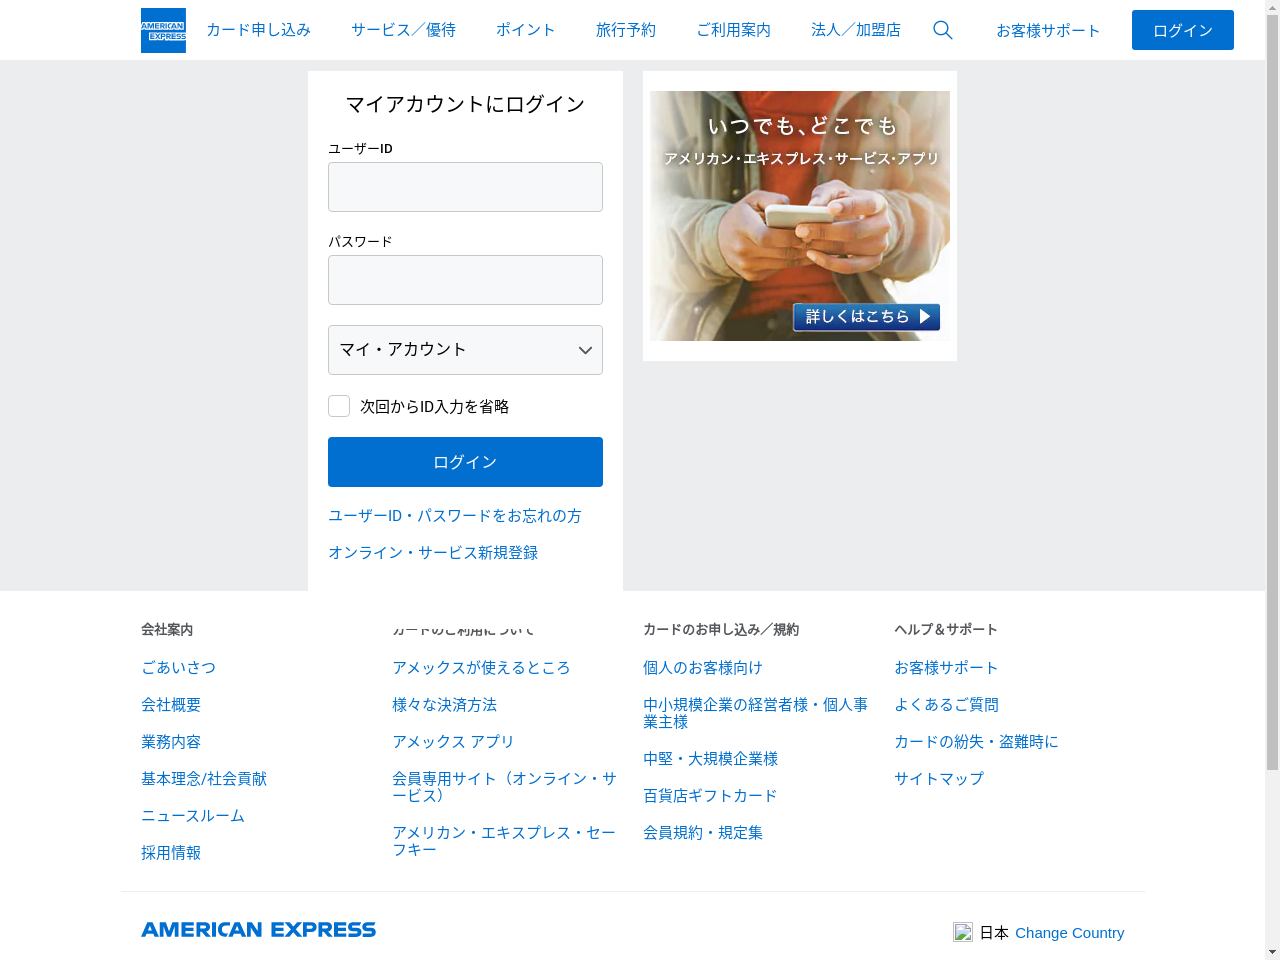 AMERICAN EXPRESS
カード申し込み
サービス／優待
ポイント
旅行予約
ご利用案内
法人／加盟店
お客様サポート
ログイン
マイアカウントにログイン
ユーザーID
パスワード
マイ・アカウント
次回からID入力を省略
ログイン
ユーザーID・パスワードをお忘れの方
オンライン・サービス新規登録
いつでも、どこでも
アメリカン・エキスプレス・サービス・アプリ
詳しくはこちら
会社案内
ごあいさつ
会社概要
業務内容
基本理念/社会貢献
ニュースルーム
採用情報
カードのご利用について
アメックスが使えるところ
様々な決済方法
アメックス アプリ
会員専用サイト（オンライン・サ
ービス）
アメリカン・エキスプレス・セー
フキー
カードのお申し込み／規約
個人のお客様向け
中小規模企業の経営者様・個人事
業主様
中堅・大規模企業様
百貨店ギフトカード
会員規約・規定集
ヘルプ＆サポート
お客様サポート
よくあるご質問
カードの紛失・盗難時に
サイトマップ
AMERICAN EXPRESS
日本 Change Country